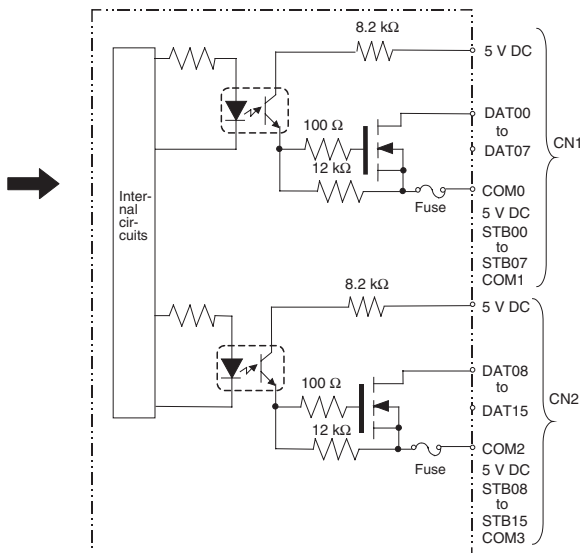 8.2 kΩ
5 V DC
DAT00
to
DAT07
CN1
100 Ω
12 kΩ
COM0
Fuse
Inter-
nal
cir-
cuits
5 V DC
STB00
to
STB07
COM1
8.2 kΩ
5 V DC
DAT08
to
DAT15
CN2
100 Ω
12 kΩ
COM2
Fuse
5 V DC
STB08
to
STB15
COM3